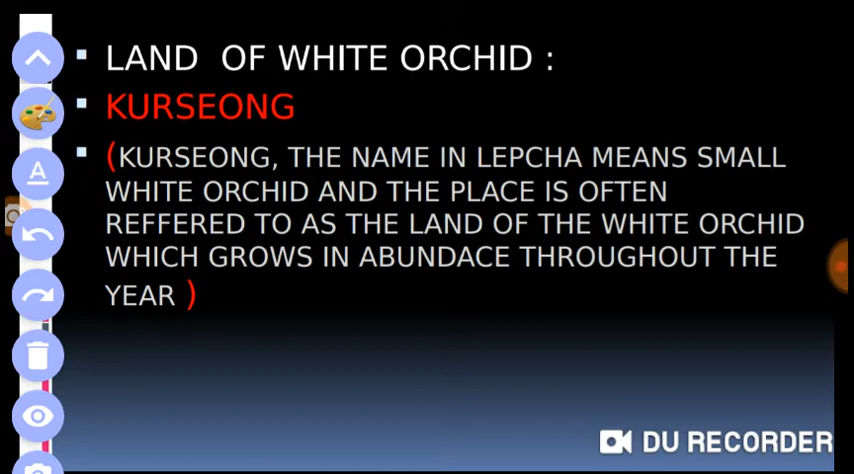 LAND OF WHITE ORCHID :
KURSEONG
(KURSEONG, THE NAME IN LEPCHA MEANS SMALL
WHITE ORCHID AND THE PLACE IS OFTEN
REFFERED TO AS THE LAND OF THE WHITE ORCHID
WHICH GROWS IN ABUNDACE THROUGHOUT THE
YEAR )
A
DU RECORDER